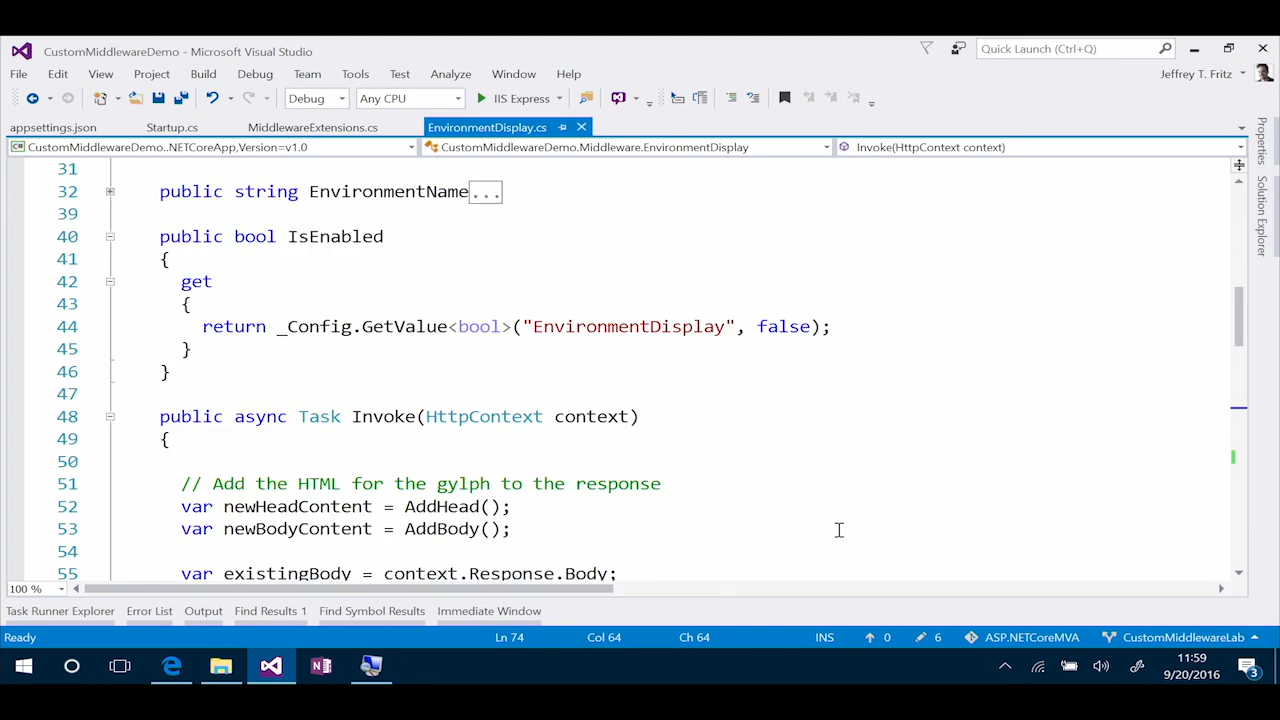 CustomMiddlewareDemo - Microsoft Visual Studio
Quick Launch (Ctrl+Q)
File Edit View Project Build Debug Team Tools Test Analyze Window Help
Jeffrey T. Fritz
Debug Any CPU IIS Express
appsettings.json Startup.cs MiddlewareExtensions.cs EnvironmentDisplay.cs
CustomMiddlewareDemo..NETCoreApp,Version=v1.0 CustomMiddlewareDemo.Middleware.EnvironmentDisplay Invoke(HttpContext context)
Properties
Solution Explorer
31
32 public string EnvironmentName...
39
40 public bool IsEnabled
41 {
42 get
43 {
44 return _Config.GetValue<bool>("EnvironmentDisplay", false);
45 }
46 }
47
48 public async Task Invoke(HttpContext context)
49 {
50
51 // Add the HTML for the gylph to the response
52 var newHeadContent = AddHead();
53 var newBodyContent = AddBody();
54
55 var existingBody = context.Response.Body;
100 %
Task Runner Explorer Error List Output Find Results 1 Find Symbol Results Immediate Window
Ready Ln 74 Col 64 Ch 64 INS 0 6 ASP.NETCoreMVA CustomMiddlewareLab
11:59
9/20/2016
3